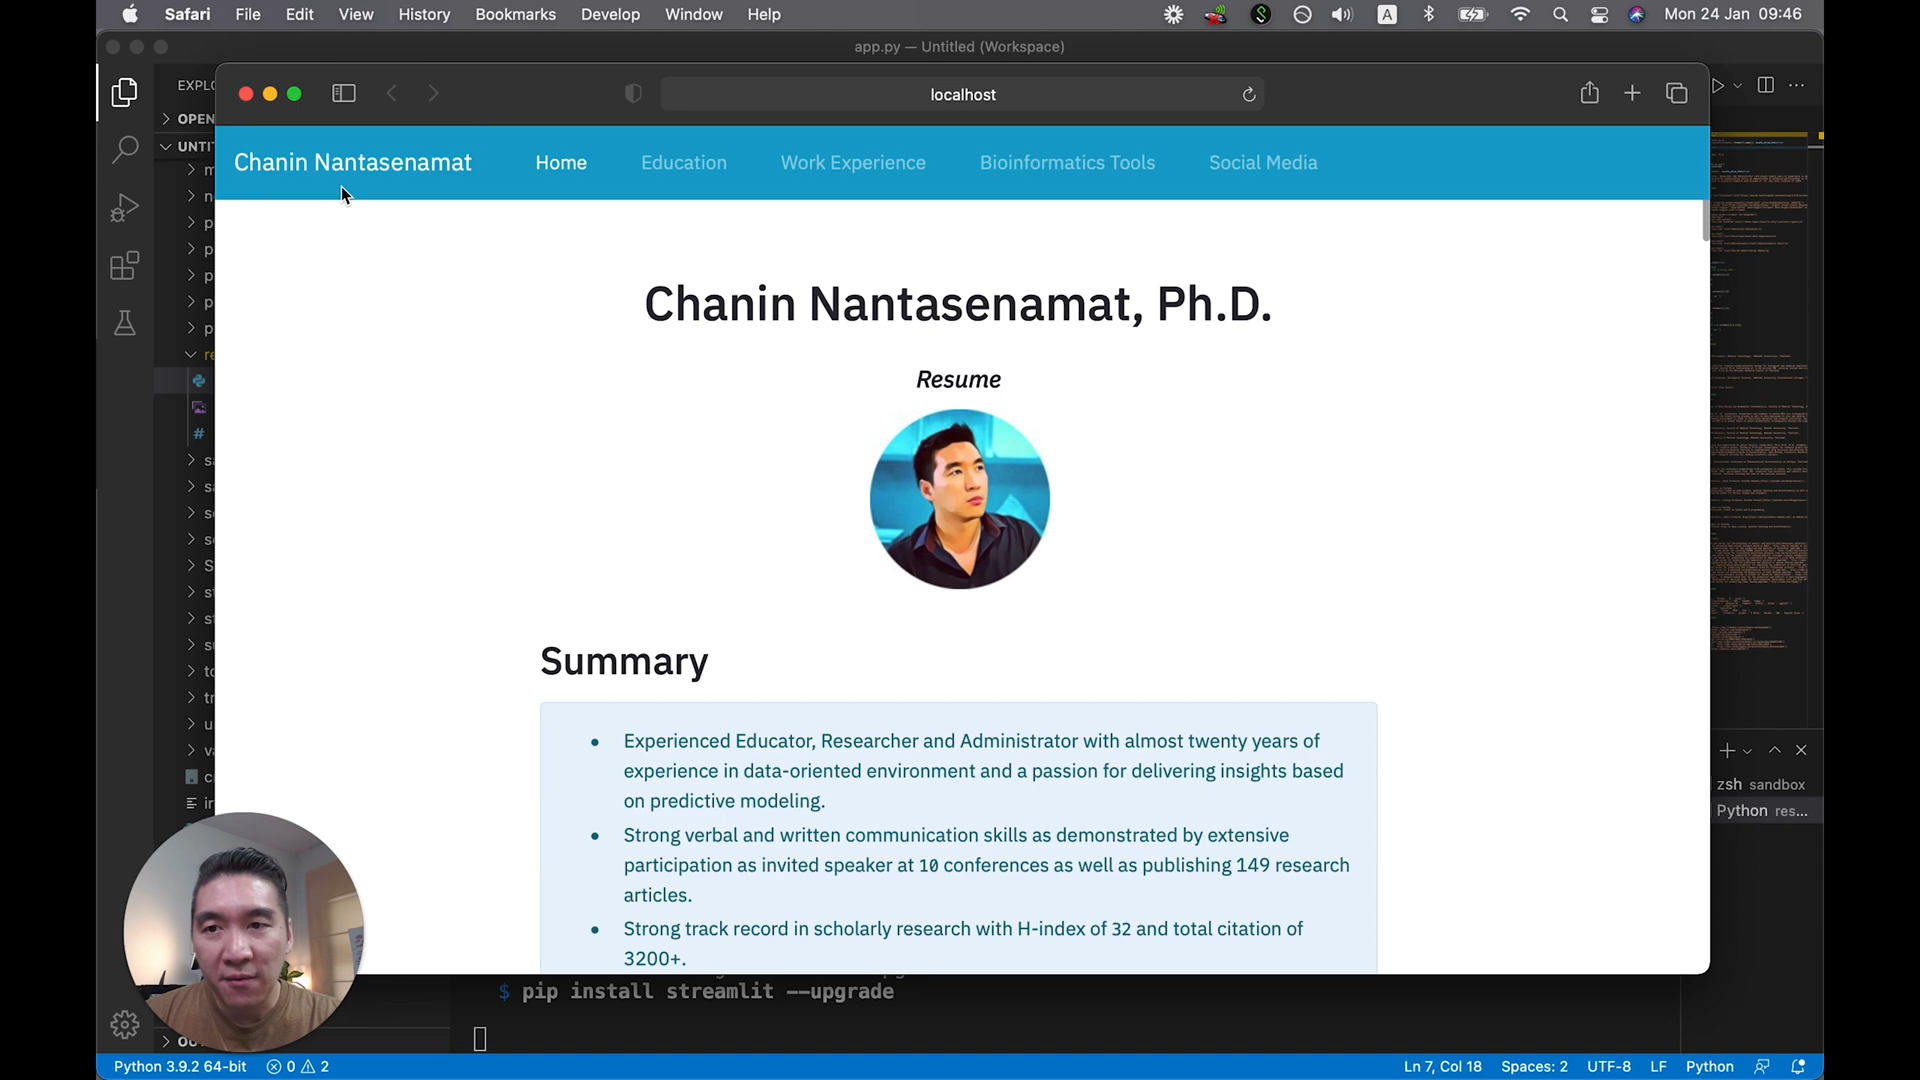 Safari File Edit View History Bookmarks Develop Window Help
A
Mon 24 Jan 09:46
app.py — Untitled (Workspace)
localhost
Chanin Nantasenamat
Home
Education
Work Experience
Bioinformatics Tools
Social Media
Chanin Nantasenamat, Ph.D.
Resume
Summary
Experienced Educator, Researcher and Administrator with almost twenty years of
experience in data-oriented environment and a passion for delivering insights based
on predictive modeling.
Strong verbal and written communication skills as demonstrated by extensive
participation as invited speaker at 10 conferences as well as publishing 149 research
articles.
Strong track record in scholarly research with H-index of 32 and total citation of
3200+.
zsh sandbox
Python res...
$ pip install streamlit --upgrade
Python 3.9.2 64-bit
0
2
Ln 7, Col 18
Spaces: 2
UTF-8
LF
Python